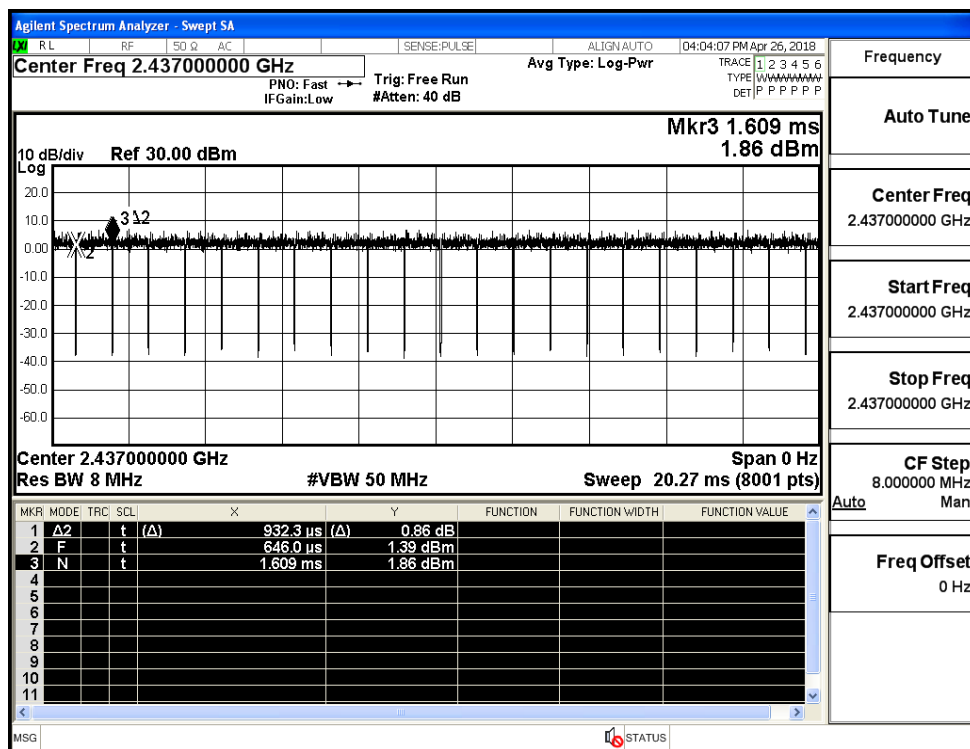 Agilent Spectrum Analyzer - Swept SA
LXI RL RF 50 Ω AC SENSE:PULSE ALIGN AUTO 04:04:07 PM Apr 26, 2018
Center Freq 2.437000000 GHz
PNO: Fast
IFGain:Low
Trig: Free Run
#Atten: 40 dB
Avg Type: Log-Pwr
TRACE 1 2 3 4 5 6
TYPE
DET P P P P P P
Mkr3 1.609 ms
1.86 dBm
10 dB/div Ref 30.00 dBm
Log
20.0
10.0
0.00
-10.0
-20.0
-30.0
-40.0
-50.0
-60.0
3 Δ2
2
Center 2.437000000 GHz Span 0 Hz
Res BW 8 MHz #VBW 50 MHz Sweep 20.27 ms (8001 pts)
MKR MODE TRC SCL X Y FUNCTION FUNCTION WIDTH FUNCTION VALUE
1 Δ2 t (Δ) 932.3 µs (Δ) 0.86 dB
2 F t 646.0 µs 1.39 dBm
3 N t 1.609 ms 1.86 dBm
4
5
6
7
8
9
10
11
MSG STATUS
Frequency
Auto Tune
Center Freq
2.437000000 GHz
Start Freq
2.437000000 GHz
Stop Freq
2.437000000 GHz
CF Step
8.000000 MHz
Auto Man
Freq Offset
0 Hz